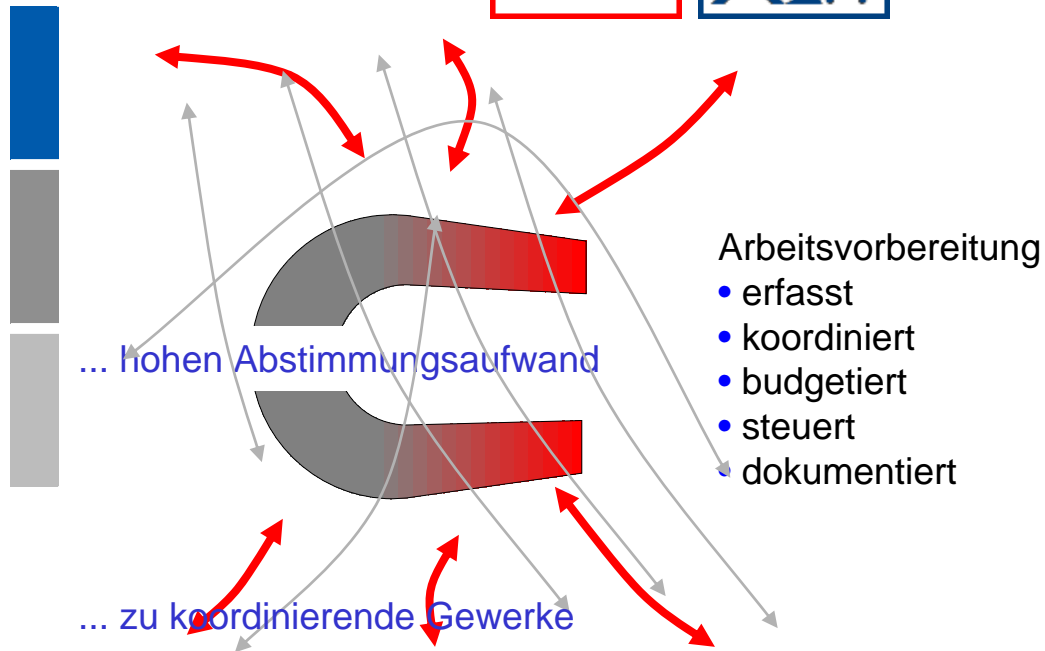 Arbeitsvorbereitung
• erfasst
• koordiniert
• budgetiert
• steuert
• dokumentiert
... hohen Abstimmungsaufwand
... zu koordinierende Gewerke